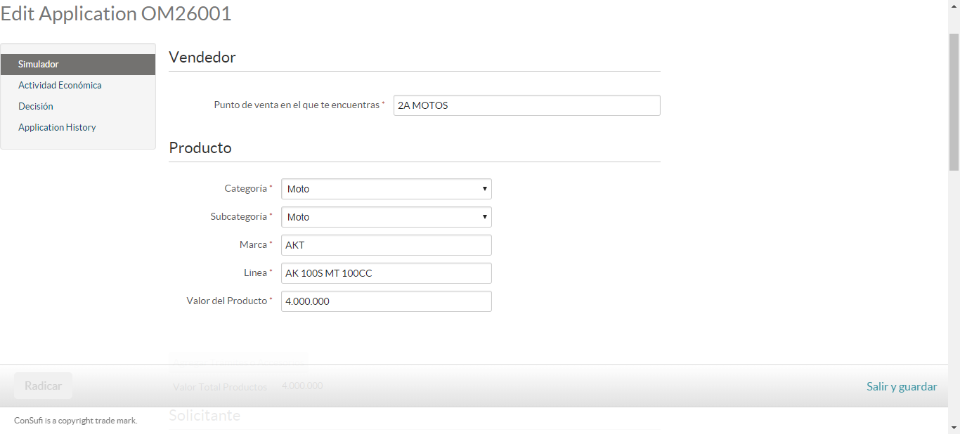 Edit Application OM26001
Simulador
Actividad Económica
Decisión
Application History
Vendedor
Punto de venta en el que te encuentras * 2A MOTOS
Producto
Categoría * Moto
Subcategoría * Moto
Marca * AKT
Línea * AK 100S MT 100CC
Valor del Producto * 4.000.000
Valor Total Productos 4.000.000
Radicar
Salir y guardar
Solicitante
ConSufi is a copyright trade mark.